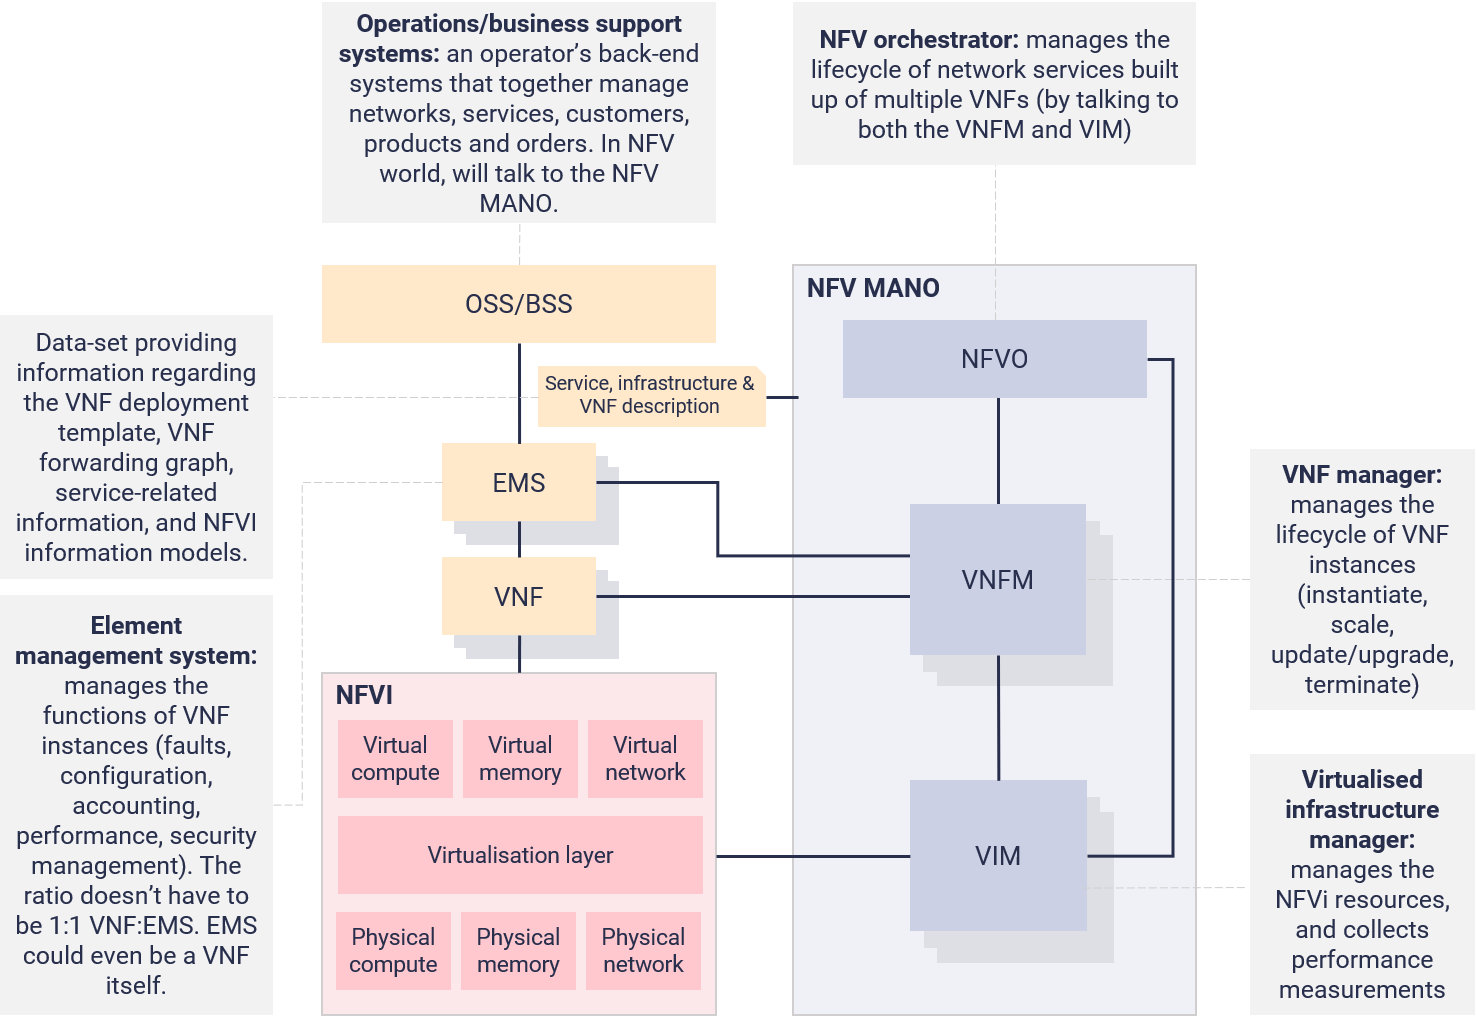 Operations/business support
systems: an operator’s back-end
systems that together manage
networks, services, customers,
products and orders. In NFV
world, will talk to the NFV
MANO.
NFV orchestrator: manages the
lifecycle of network services built
up of multiple VNFs (by talking to
both the VNFM and VIM)
OSS/BSS
NFV MANO
NFVO
Data-set providing
information regarding
the VNF deployment
template, VNF
forwarding graph,
service-related
information, and NFVI
information models.
Service, infrastructure &
VNF description
EMS
VNF
VNFM
VNF manager:
manages the
lifecycle of VNF
instances
(instantiate,
scale,
update/upgrade,
terminate)
Element
management system:
manages the
functions of VNF
instances (faults,
configuration,
accounting,
performance, security
management). The
ratio doesn’t have to
be 1:1 VNF:EMS. EMS
could even be a VNF
itself.
NFVI
Virtual
compute
Virtual
memory
Virtual
network
Virtualisation layer
Physical
compute
Physical
memory
Physical
network
VIM
Virtualised
infrastructure
manager:
manages the
NFVi resources,
and collects
performance
measurements